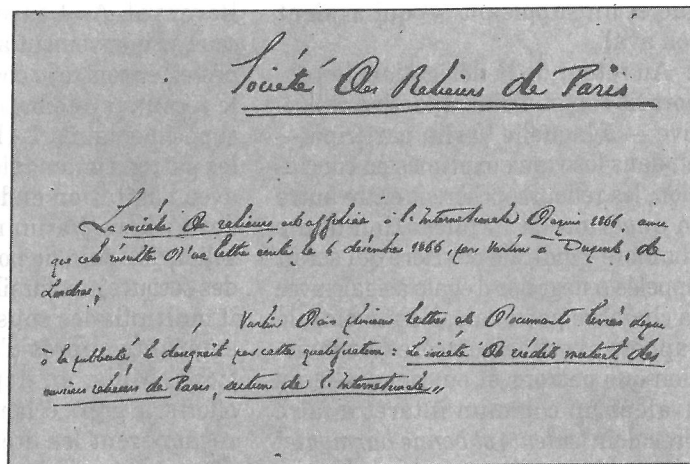 Société des Relieurs de Paris
La société de relieurs est affiliée à l'Internationale depuis 1866, ainsi
que cela résulte d'une lettre écrite le 6 décembre 1866, par Varlin à Dupont, de
Londres,
Varlin dans plusieurs lettres et documents livrés depuis
à la publicité, la désignait par cette qualification : La société de crédit mutuel des
ouvriers relieurs de Paris, section de l'Internationale,,